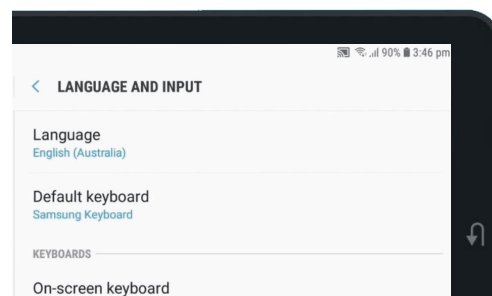 90% 3:46 pm
LANGUAGE AND INPUT
Language
English (Australia)
Default keyboard
Samsung Keyboard
KEYBOARDS
On-screen keyboard